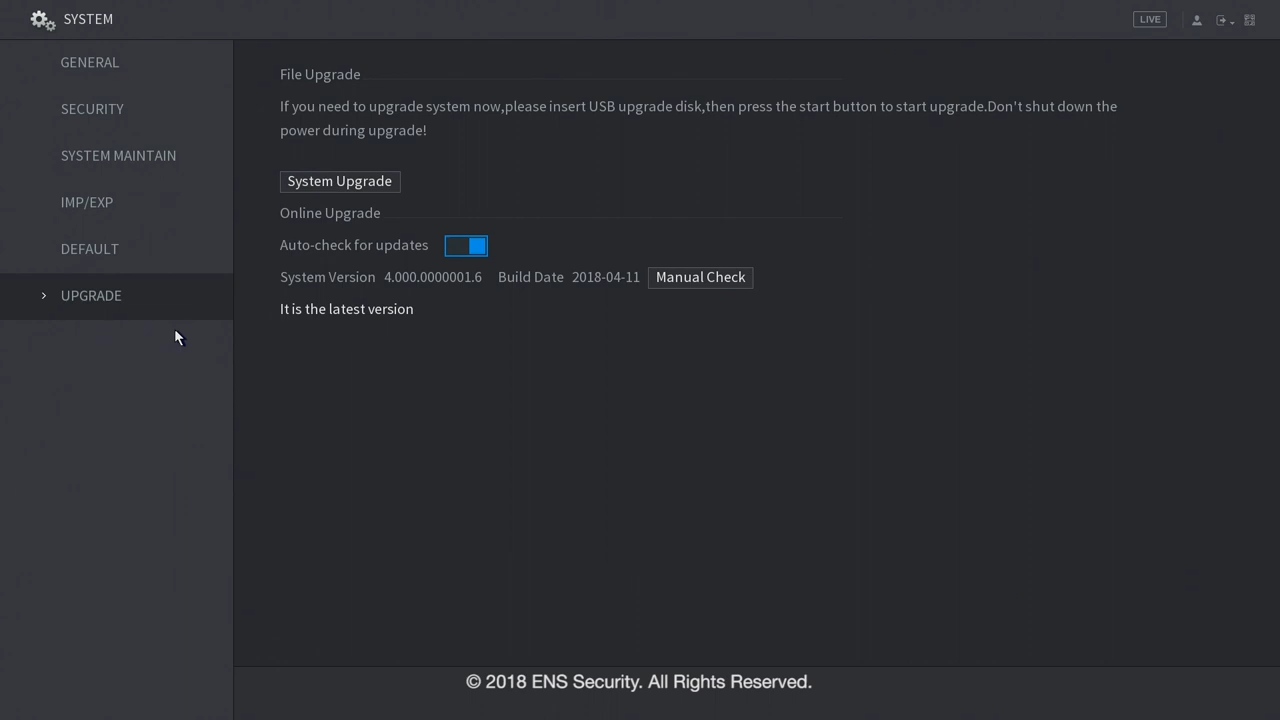 SYSTEM
LIVE
GENERAL
SECURITY
SYSTEM MAINTAIN
IMP/EXP
DEFAULT
UPGRADE
File Upgrade
If you need to upgrade system now,please insert USB upgrade disk,then press the start button to start upgrade.Don't shut down the
power during upgrade!
System Upgrade
Online Upgrade
Auto-check for updates
System Version 4.000.0000001.6 Build Date 2018-04-11 Manual Check
It is the latest version
© 2018 ENS Security. All Rights Reserved.